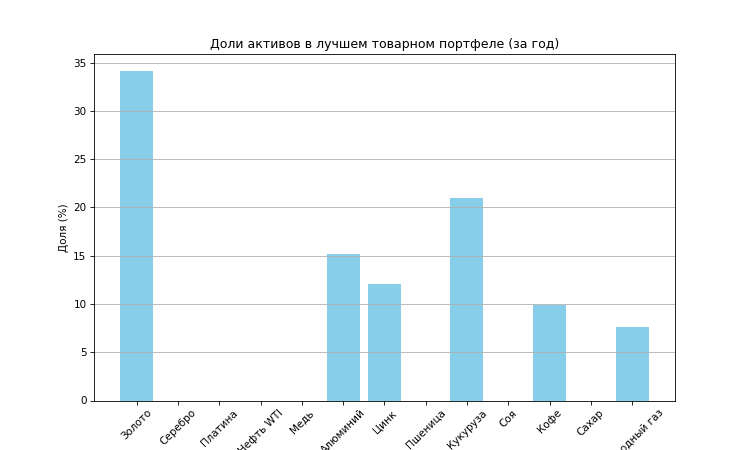 Доли активов в лучшем товарном портфеле (за год)
Доля (%)
35
30
25
20
15
10
5
0
Золото
Серебро
Платина
Нефть WTI
Медь
Алюминий
Цинк
Пшеница
Кукуруза
Соя
Кофе
Сахар
одный газ